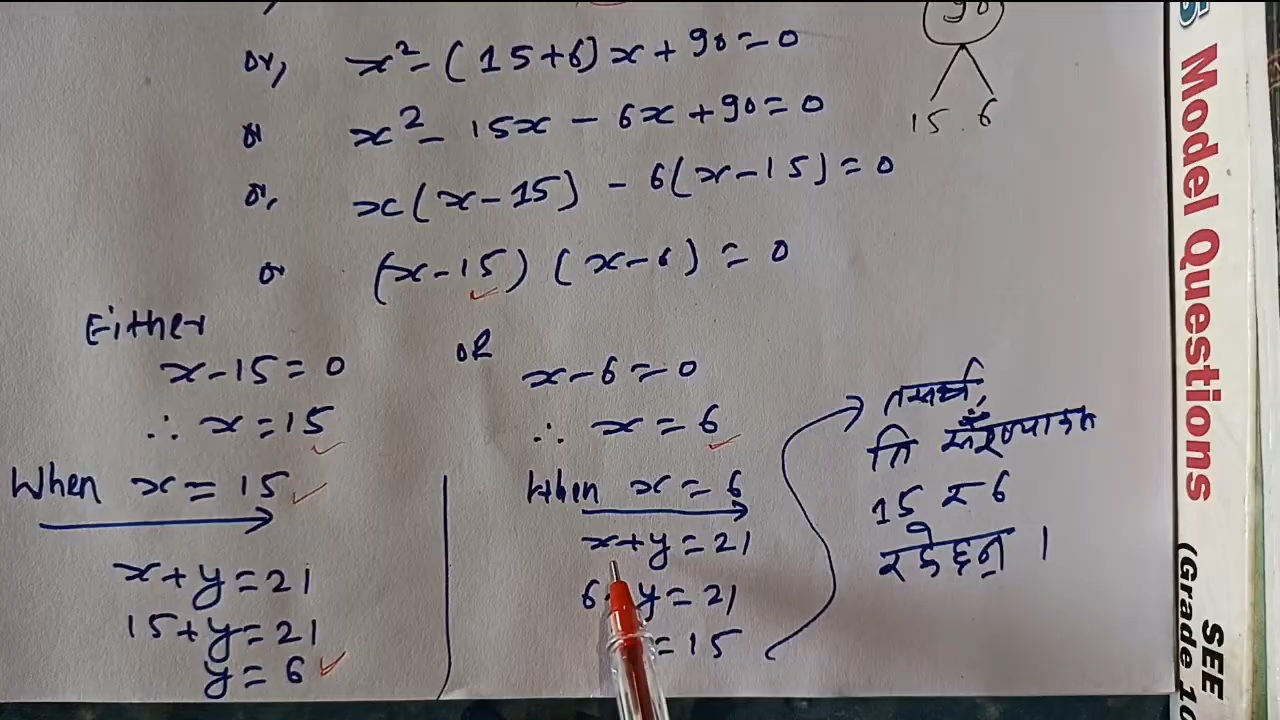 90
15 6
or, x² - (15+6)x + 90 = 0
or x² - 15x - 6x + 90 = 0
or, x(x-15) - 6(x-15) = 0
or (x-15) (x-6) = 0
Either
x-15 = 0
∴ x = 15
When x = 15
x+y = 21
15+y = 21
y = 6
OR
x-6 = 0
∴ x = 6
When x = 6
x+y = 21
6 y = 21
= 15
तसर्थ,
ति
15 र 6
रहेछन् ।
Model Questions
SEE
(Grade 10